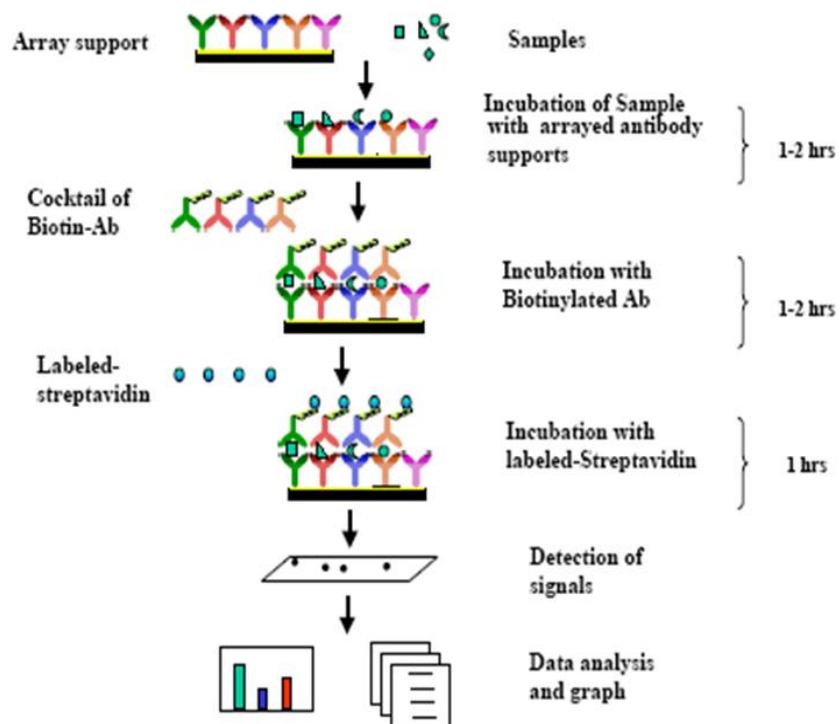 Array support
Samples
Incubation of Sample
with arrayed antibody
supports
1-2 hrs
Cocktail of
Biotin-Ab
Incubation with
Biotinylated Ab
1-2 hrs
Labeled-
streptavidin
Incubation with
labeled-Streptavidin
1 hrs
Detection of
signals
Data analysis
and graph